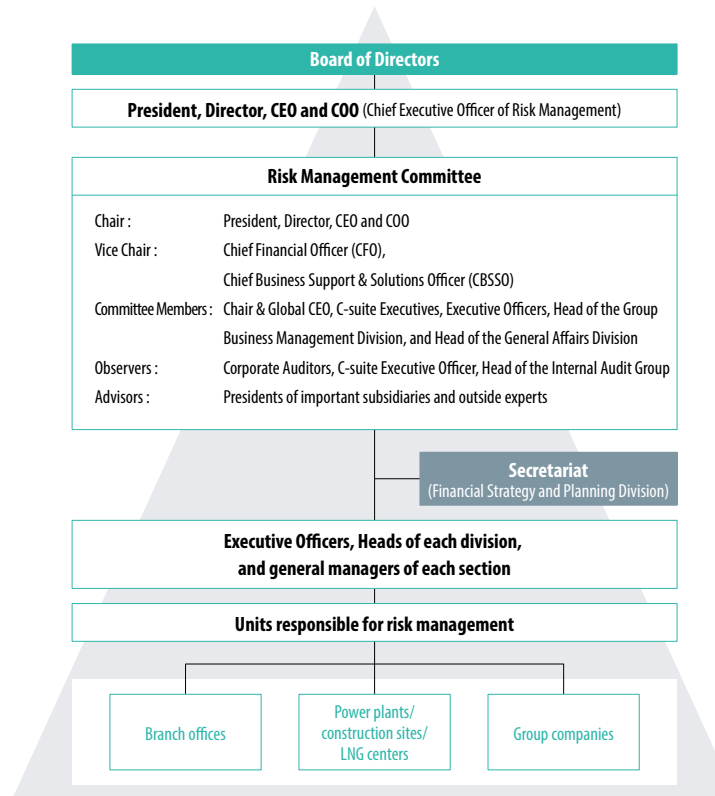 Board of Directors
President, Director, CEO and COO (Chief Executive Officer of Risk Management)
Risk Management Committee
Chair : President, Director, CEO and COO
Vice Chair : Chief Financial Officer (CFO),
Chief Business Support & Solutions Officer (CBSSO)
Committee Members : Chair & Global CEO, C-suite Executives, Executive Officers, Head of the Group
Business Management Division, and Head of the General Affairs Division
Observers : Corporate Auditors, C-suite Executive Officer, Head of the Internal Audit Group
Advisors : Presidents of important subsidiaries and outside experts
Secretariat
(Financial Strategy and Planning Division)
Executive Officers, Heads of each division,
and general managers of each section
Units responsible for risk management
Branch offices
Power plants/
construction sites/
LNG centers
Group companies